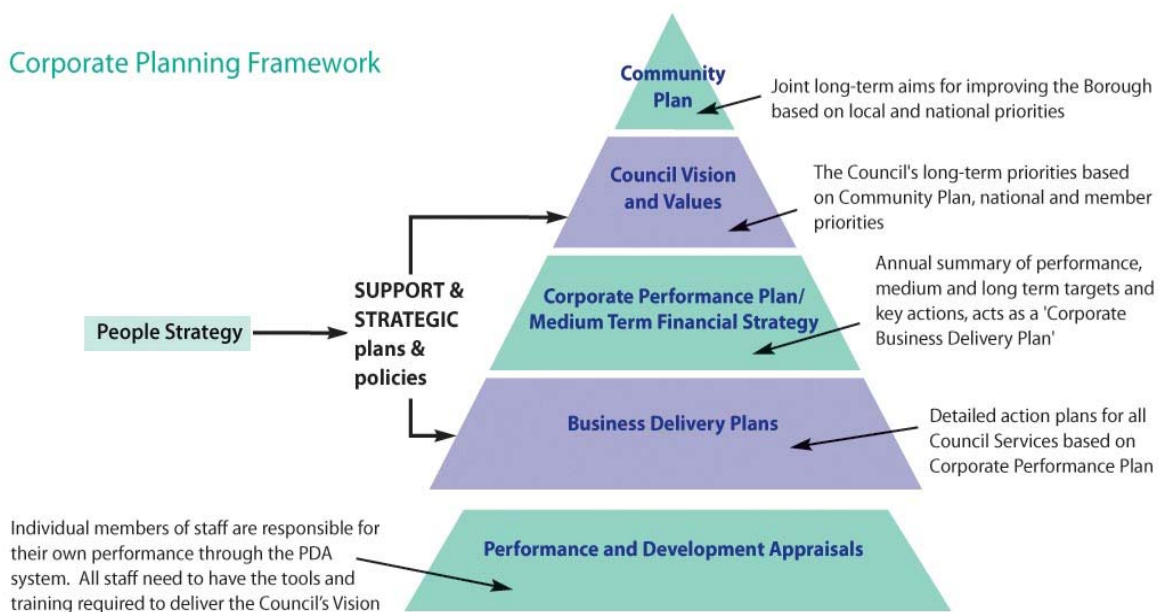 Corporate Planning Framework
Community
Plan
Joint long-term aims for improving the Borough
based on local and national priorities
Council Vision
and Values
The Council's long-term priorities based
on Community Plan, national and member
priorities
Corporate Performance Plan/
Medium Term Financial Strategy
Annual summary of performance,
medium and long term targets and
key actions, acts as a 'Corporate
Business Delivery Plan'
People Strategy
SUPPORT &
STRATEGIC
plans &
policies
Business Delivery Plans
Detailed action plans for all
Council Services based on
Corporate Performance Plan
Performance and Development Appraisals
Individual members of staff are responsible for
their own performance through the PDA
system. All staff need to have the tools and
training required to deliver the Council's Vision